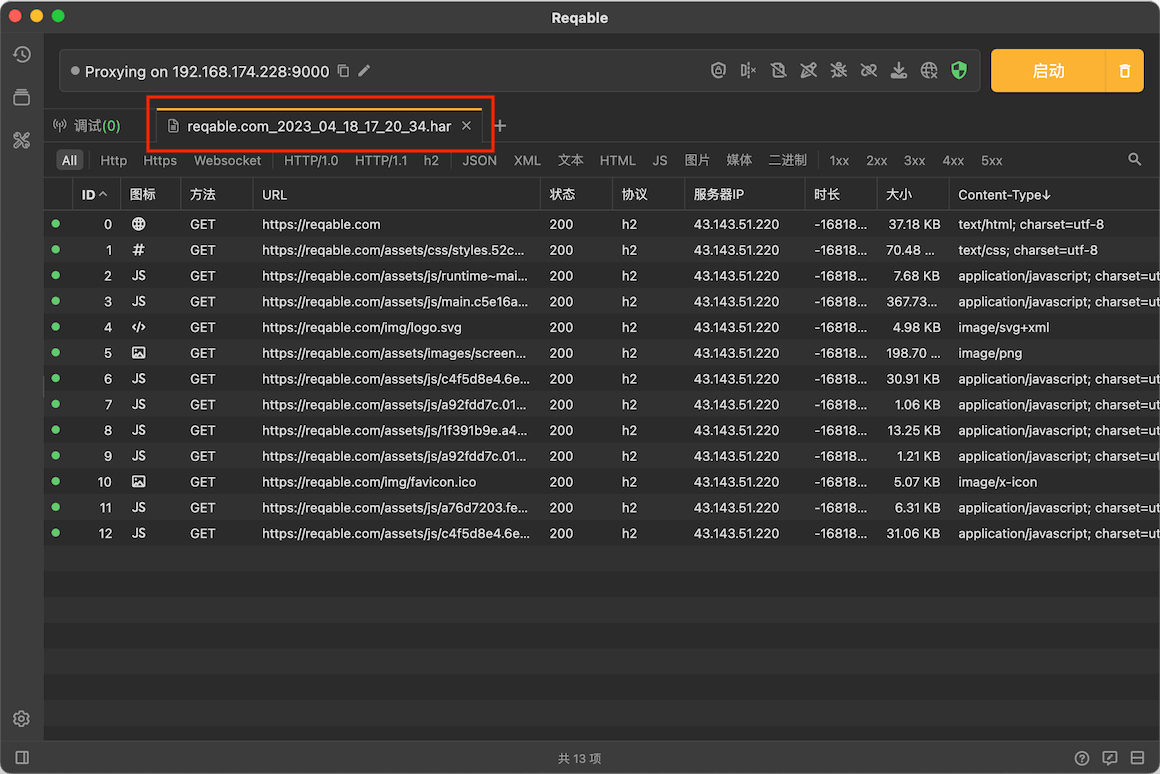 Reqable
Proxying on 192.168.174.228:9000 启动
调试(0) reqable.com_2023_04_18_17_20_34.har
All Http Https Websocket HTTP/1.0 HTTP/1.1 h2 JSON XML 文本 HTML JS 图片 媒体 二进制 1xx 2xx 3xx 4xx 5xx
ID 图标 方法 URL 状态 协议 服务器IP 时长 大小 Content-Type↓
0 GET https://reqable.com 200 h2 43.143.51.220 -16818... 37.18 KB text/html; charset=utf-8
1 # GET https://reqable.com/assets/css/styles.52c... 200 h2 43.143.51.220 -16818... 70.48 ... text/css; charset=utf-8
2 JS GET https://reqable.com/assets/js/runtime~mai... 200 h2 43.143.51.220 -16818... 7.68 KB application/javascript; charset=ut
3 JS GET https://reqable.com/assets/js/main.c5e16a... 200 h2 43.143.51.220 -16818... 367.73... application/javascript; charset=ut
4 </> GET https://reqable.com/img/logo.svg 200 h2 43.143.51.220 -16818... 4.98 KB image/svg+xml
5 GET https://reqable.com/assets/images/screen... 200 h2 43.143.51.220 -16818... 198.70 ... image/png
6 JS GET https://reqable.com/assets/js/c4f5d8e4.6e... 200 h2 43.143.51.220 -16818... 30.91 KB application/javascript; charset=ut
7 JS GET https://reqable.com/assets/js/a92fdd7c.01... 200 h2 43.143.51.220 -16818... 1.06 KB application/javascript; charset=ut
8 JS GET https://reqable.com/assets/js/1f391b9e.a4... 200 h2 43.143.51.220 -16818... 13.25 KB application/javascript; charset=ut
9 JS GET https://reqable.com/assets/js/a92fdd7c.01... 200 h2 43.143.51.220 -16818... 1.21 KB application/javascript; charset=ut
10 GET https://reqable.com/img/favicon.ico 200 h2 43.143.51.220 -16818... 5.07 KB image/x-icon
11 JS GET https://reqable.com/assets/js/a76d7203.fe... 200 h2 43.143.51.220 -16818... 6.31 KB application/javascript; charset=ut
12 JS GET https://reqable.com/assets/js/c4f5d8e4.6e... 200 h2 43.143.51.220 -16818... 31.06 KB application/javascript; charset=ut
共 13 项